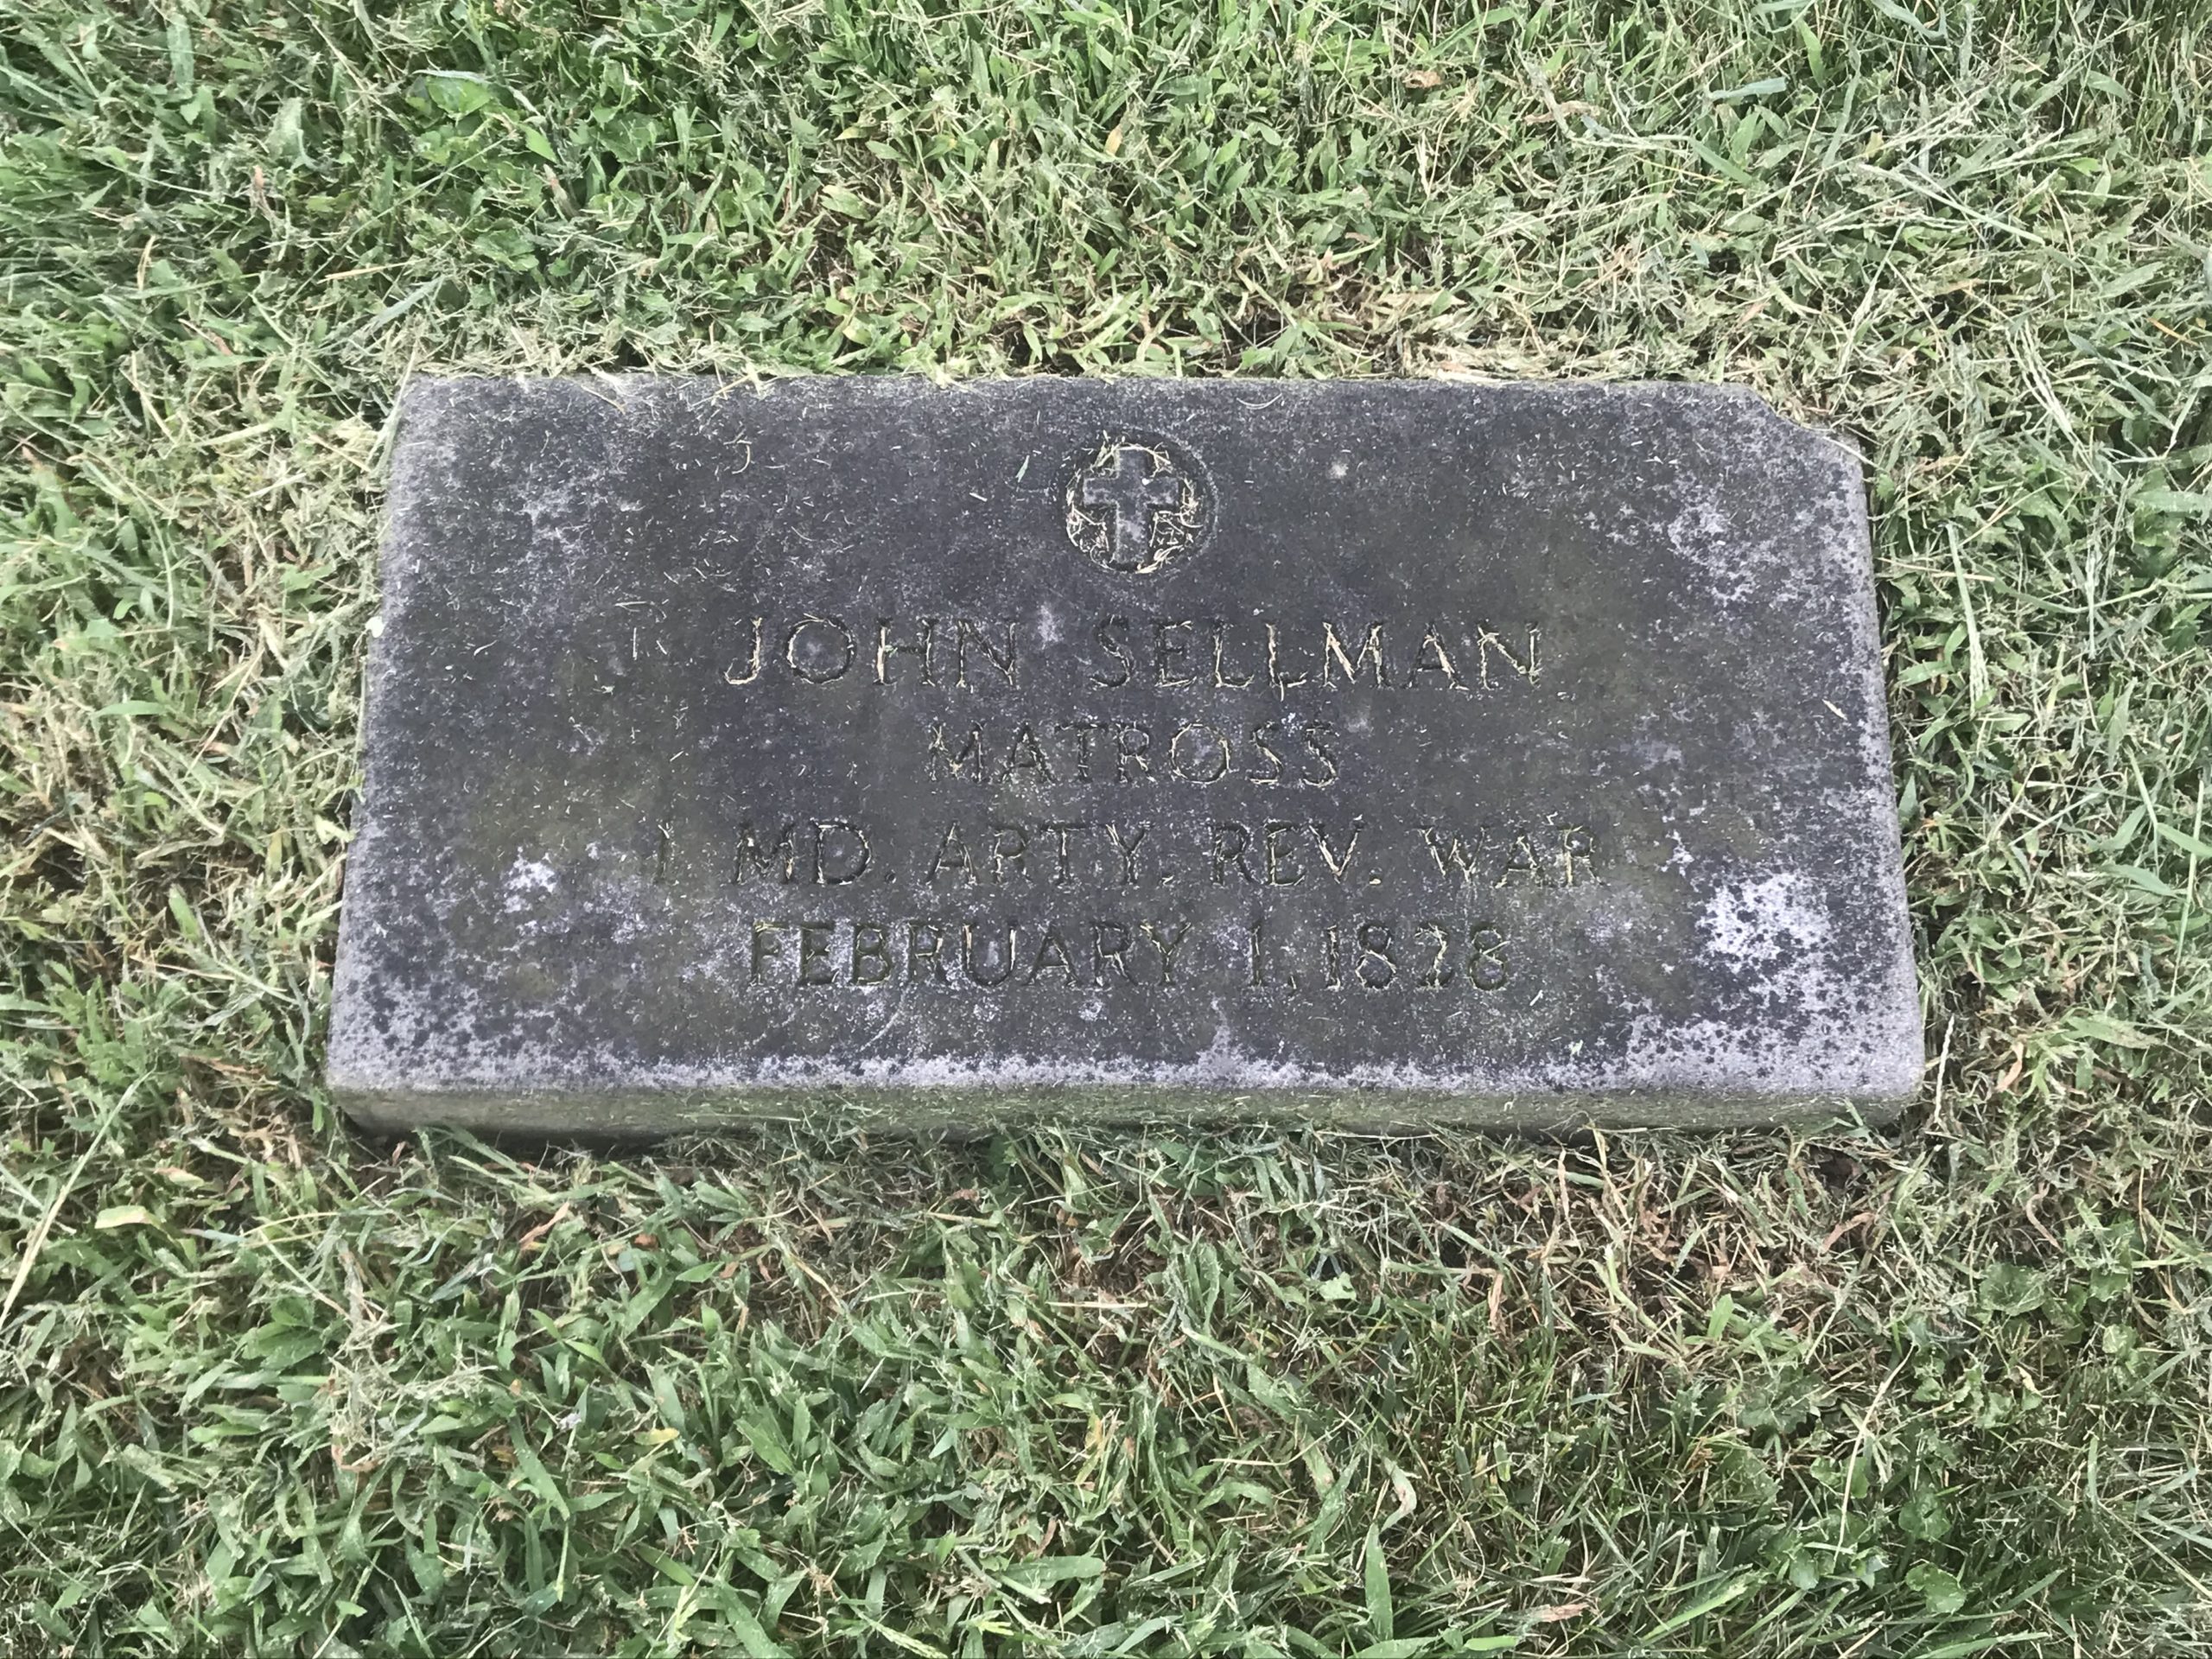 JOHN SELLMAN
MATROSS
1 MD. ARTY. REV. WAR
FEBRUARY 1, 1828